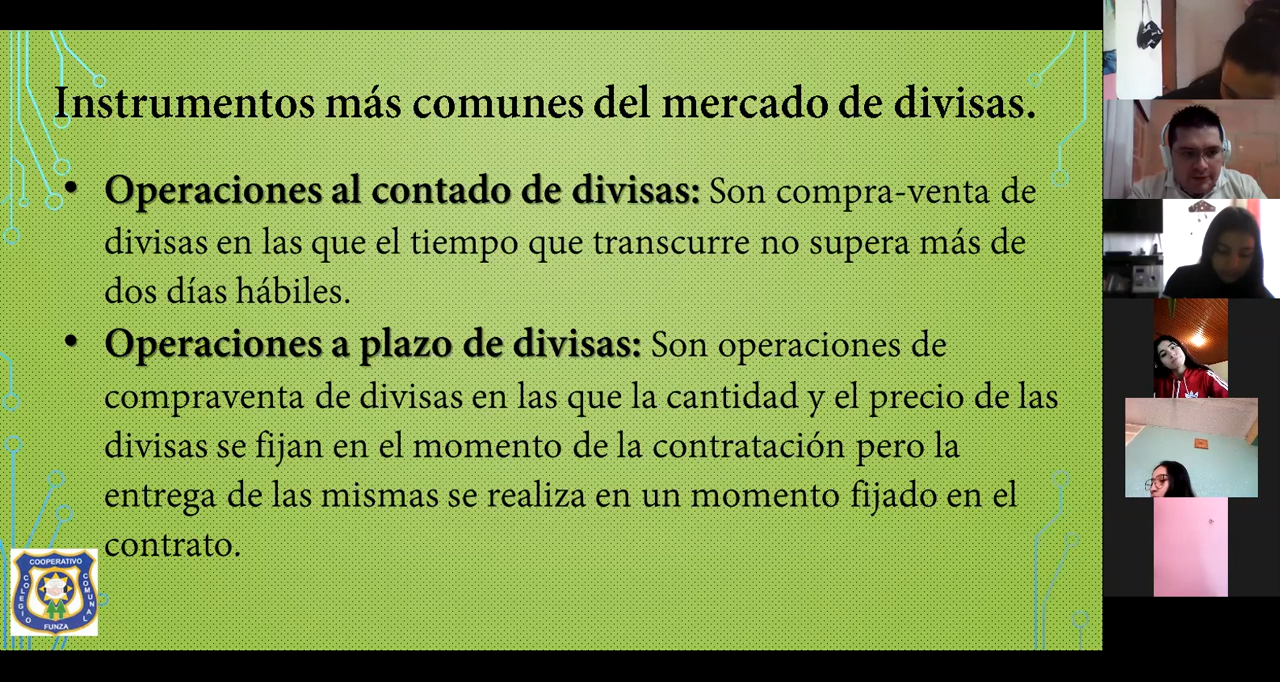 Instrumentos más comunes del mercado de divisas.
• Operaciones al contado de divisas: Son compra-venta de
divisas en las que el tiempo que transcurre no supera más de
dos días hábiles.
• Operaciones a plazo de divisas: Son operaciones de
compraventa de divisas en las que la cantidad y el precio de las
divisas se fijan en el momento de la contratación pero la
entrega de las mismas se realiza en un momento fijado en el
contrato.
COOPERATIVO
COLEGIO
COMUNAL
FUNZA